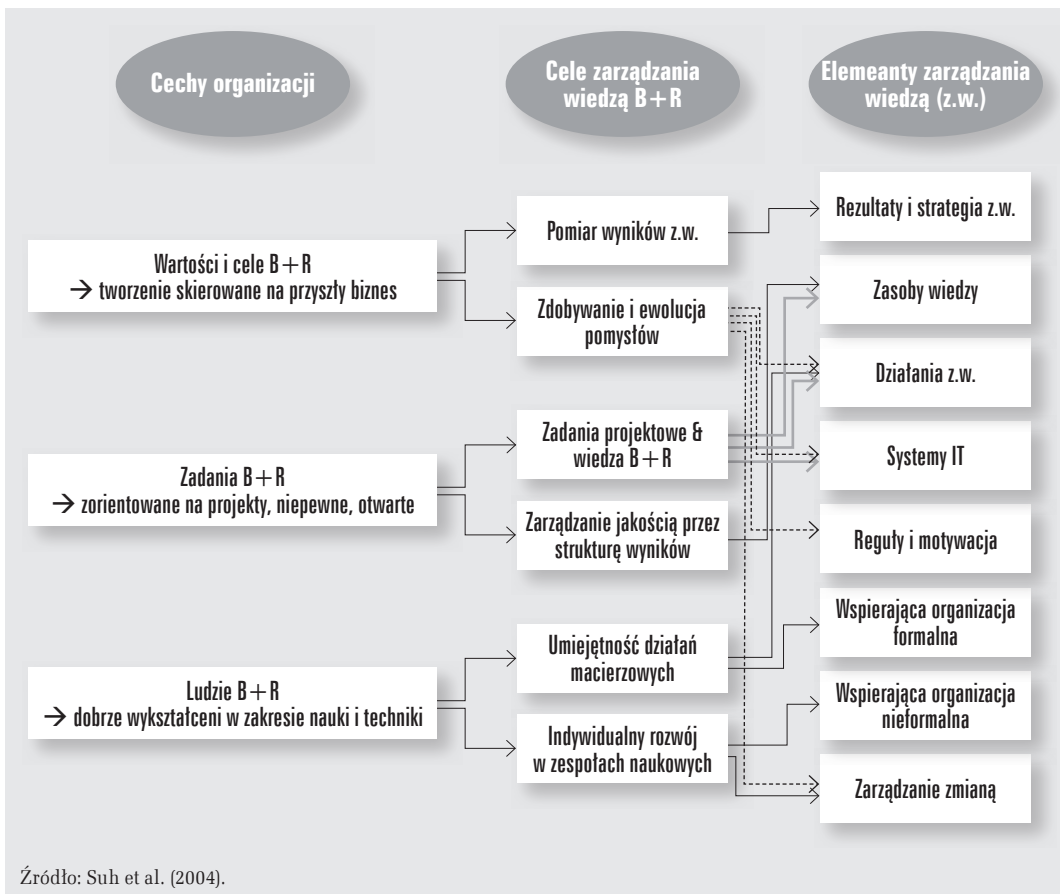 Cechy organizacji
Cele zarządzania
wiedzą B+R
Elemeanty zarządzania
wiedzą (z.w.)
Wartości i cele B+R
→ tworzenie skierowane na przyszły biznes
Zadania B+R
→ zorientowane na projekty, niepewne, otwarte
Ludzie B+R
→ dobrze wykształceni w zakresie nauki i techniki
Pomiar wyników z.w.
Zdobywanie i ewolucja
pomysłów
Zadania projektowe &
wiedza B+R
Zarządzanie jakością przez
strukturę wyników
Umiejętność działań
macierzowych
Indywidualny rozwój
w zespołach naukowych
Rezultaty i strategia z.w.
Zasoby wiedzy
Działania z.w.
Systemy IT
Reguły i motywacja
Wspierająca organizacja
formalna
Wspierająca organizacja
nieformalna
Zarządzanie zmianą
Źródło: Suh et al. (2004).